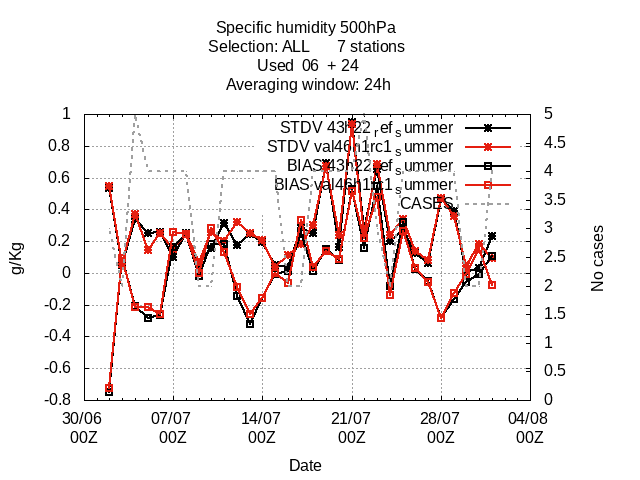 Specific humidity 500hPa
Selection: ALL 7 stations
Used 06 + 24
Averaging window: 24h
STDV 43h22_ref_summer
STDV val46h1rc1_summer
BIAS 43h22_ref_summer
BIAS val46h1rc1_summer
CASES
1
0.8
0.6
0.4
0.2
0
-0.2
-0.4
-0.6
-0.8
g/Kg
5
4.5
4
3.5
3
2.5
2
1.5
1
0.5
0
No cases
30/06 07/07 14/07 21/07 28/07 04/08
00Z 00Z 00Z 00Z 00Z 00Z
Date